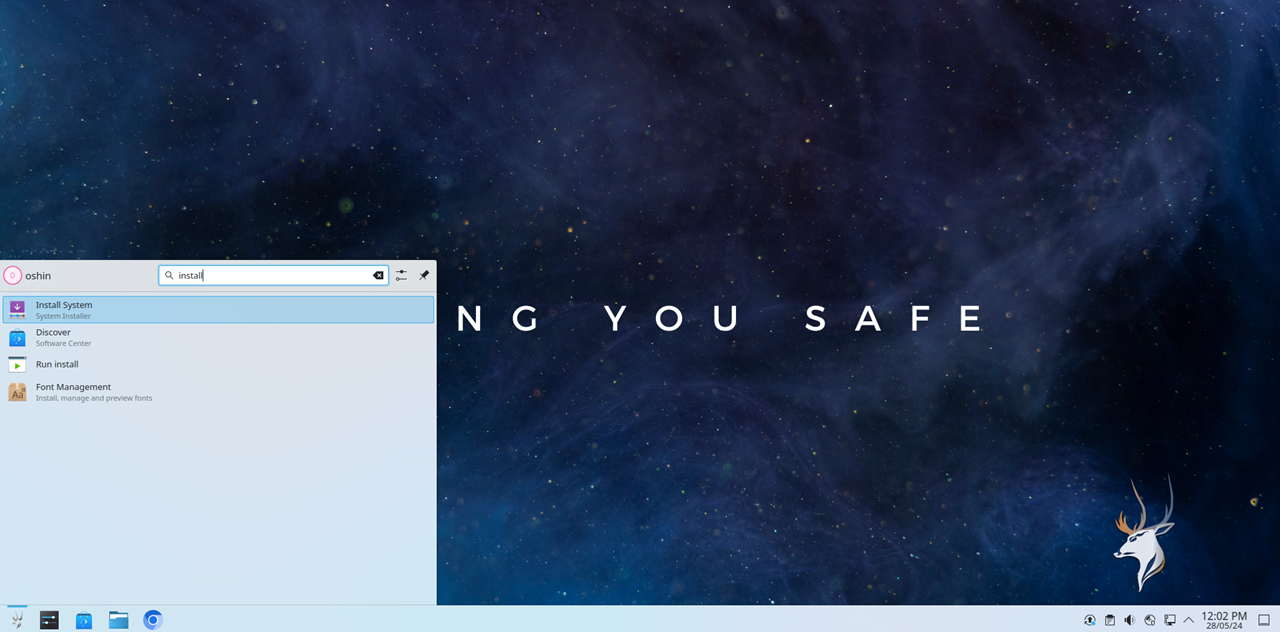 oshin
install
Install System
System Installer
Discover
Software Center
Run install
Font Management
Install, manage and preview fonts
NG YOU SAFE
12:02 PM
28/05/24